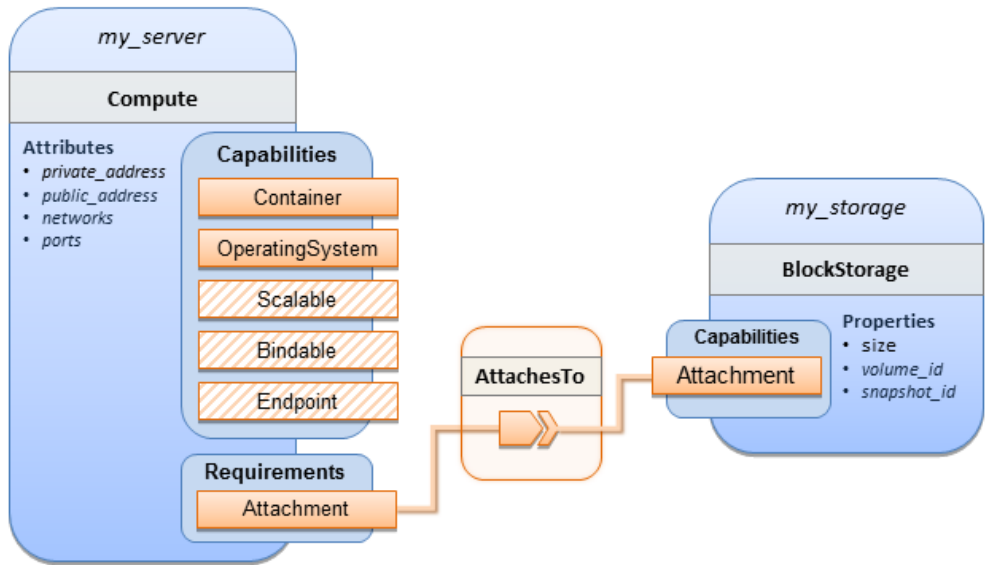 my_server
Compute
Attributes
• private_address
• public_address
• networks
• ports
Capabilities
Container
OperatingSystem
Scalable
Bindable
Endpoint
Requirements
Attachment
AttachesTo
my_storage
BlockStorage
Capabilities
Attachment
Properties
• size
• volume_id
• snapshot_id